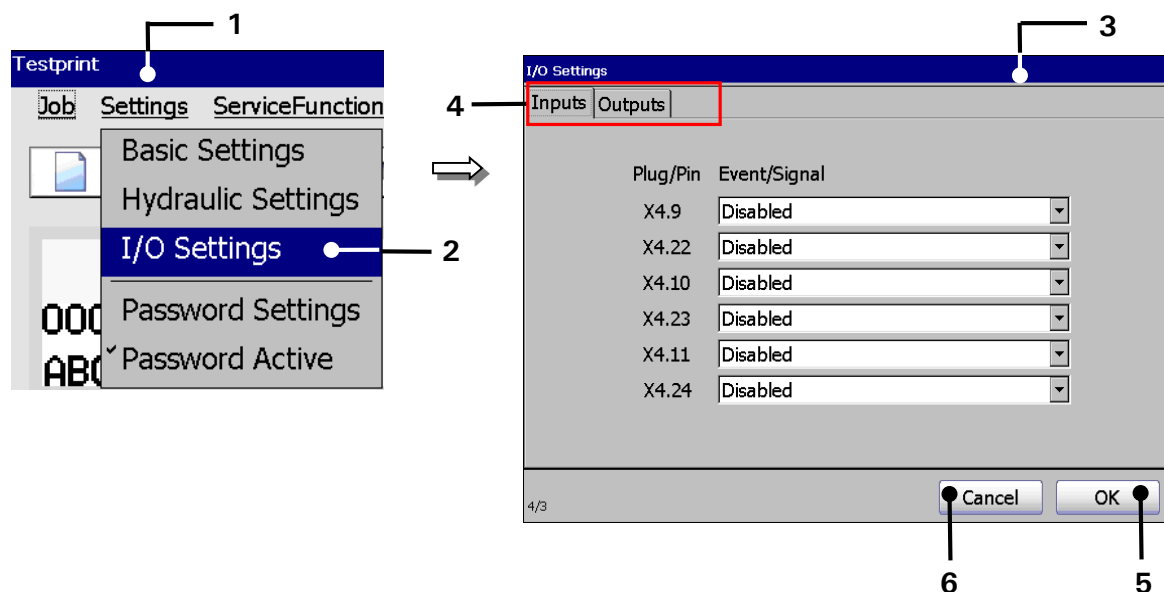 1
Testprint
Job Settings ServiceFunction
Basic Settings
Hydraulic Settings
I/O Settings
2
Password Settings
Password Active
000
ABC
3
I/O Settings
4
Inputs Outputs
Plug/Pin Event/Signal
X4.9 Disabled
X4.22 Disabled
X4.10 Disabled
X4.23 Disabled
X4.11 Disabled
X4.24 Disabled
4/3
Cancel OK
6 5